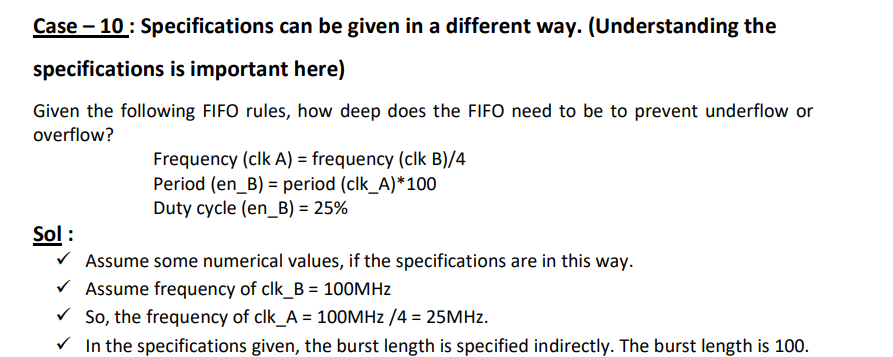 Case – 10 : Specifications can be given in a different way. (Understanding the
specifications is important here)
Given the following FIFO rules, how deep does the FIFO need to be to prevent underflow or
overflow?
Frequency (clk A) = frequency (clk B)/4
Period (en_B) = period (clk_A)*100
Duty cycle (en_B) = 25%
Sol :
✓ Assume some numerical values, if the specifications are in this way.
✓ Assume frequency of clk_B = 100MHz
✓ So, the frequency of clk_A = 100MHz /4 = 25MHz.
✓ In the specifications given, the burst length is specified indirectly. The burst length is 100.